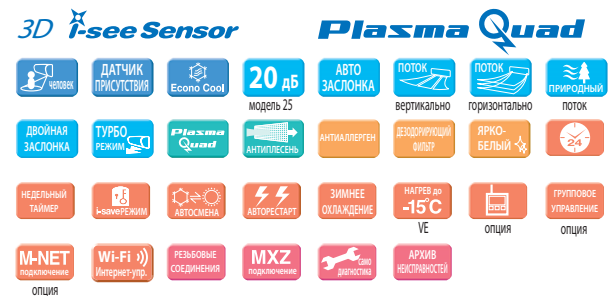 3D i-see Sensor Plasma Quad
человек
ДАТЧИК
ПРИСУТСТВИЯ
Econo Cool
20 дБ
модель 25
АВТО
ЗАСЛОНКА
ПОТОК
вертикально
ПОТОК
горизонтально
ПРИРОДНЫЙ
поток
ДВОЙНАЯ
ЗАСЛОНКА
ТУРБО
РЕЖИМ
Plasma
Quad
АНТИПЛЕСЕНЬ
АНТИАЛЛЕРГЕН
ДЕЗОДОРИРУЮЩИЙ
ФИЛЬТР
ЯРКО-
БЕЛЫЙ
24
НЕДЕЛЬНЫЙ
ТАЙМЕР
i-saveРЕЖИМ
АВТОСМЕНА
АВТОРЕСТАРТ
ЗИМНЕЕ
ОХЛАЖДЕНИЕ
НАГРЕВ до
-15°C
VE
опция
ГРУППОВОЕ
УПРАВЛЕНИЕ
опция
M-NET
подключение
опция
Wi-Fi
Интернет-упр.
РЕЗЬБОВЫЕ
СОЕДИНЕНИЯ
MXZ
подключение
Само
диагностика
АРХИВ
НЕИСПРАВНОСТЕЙ